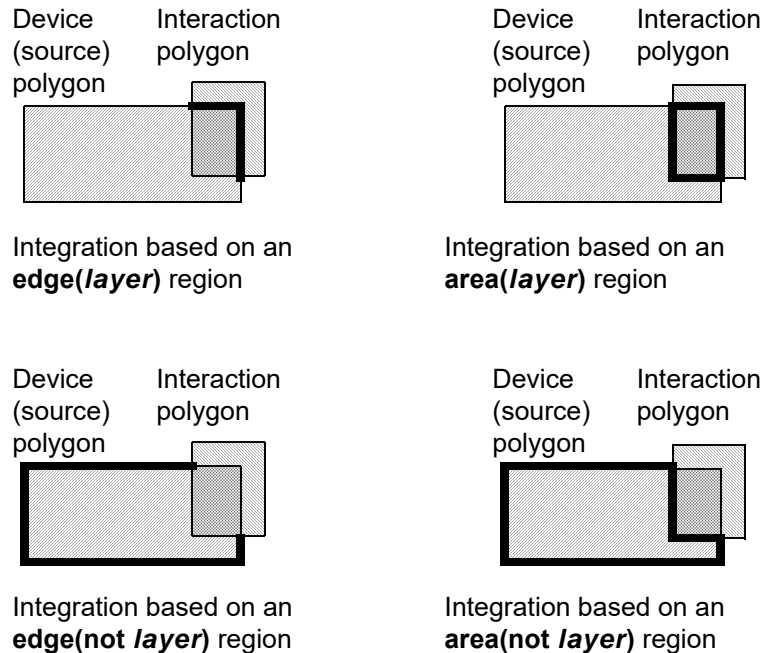 Device
(source)
polygon
Interaction
polygon
Device
(source)
polygon
Interaction
polygon
Integration based on an
edge(layer) region
Integration based on an
area(layer) region
Device
(source)
polygon
Interaction
polygon
Device
(source)
polygon
Interaction
polygon
Integration based on an
edge(not layer) region
Integration based on an
area(not layer) region